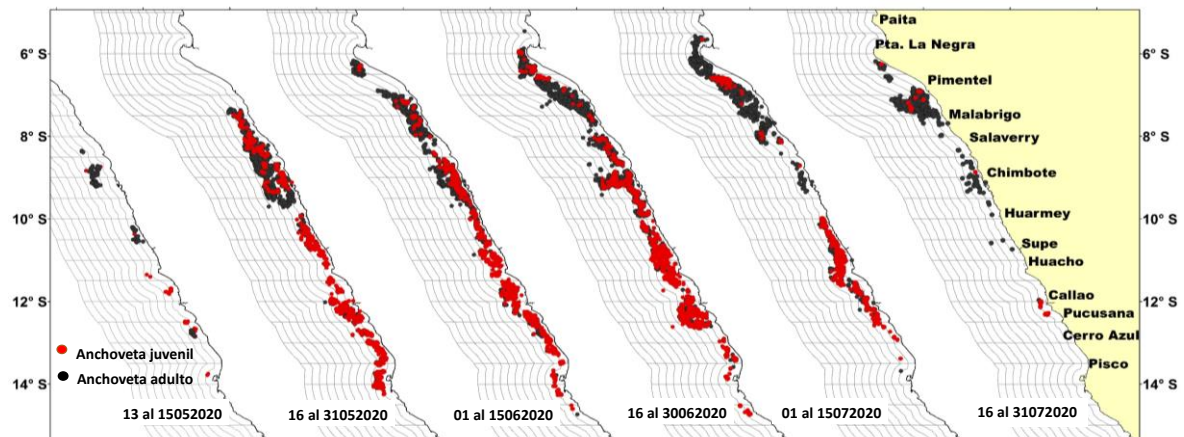 Paita
6° S
Pta. La Negra
6° S
Pimentel
Malabrigo
8° S
Salaverry
8° S
Chimbote
10° S
Huarmey
10° S
Supe
Huacho
12° S
Callao
12° S
Pucusana
Cerro Azul
Anchoveta juvenil
Pisco
Anchoveta adulto
14° S
14° S
13 al 15052020
16 al 31052020
01 al 15062020
16 al 30062020
01 al 15072020
16 al 31072020